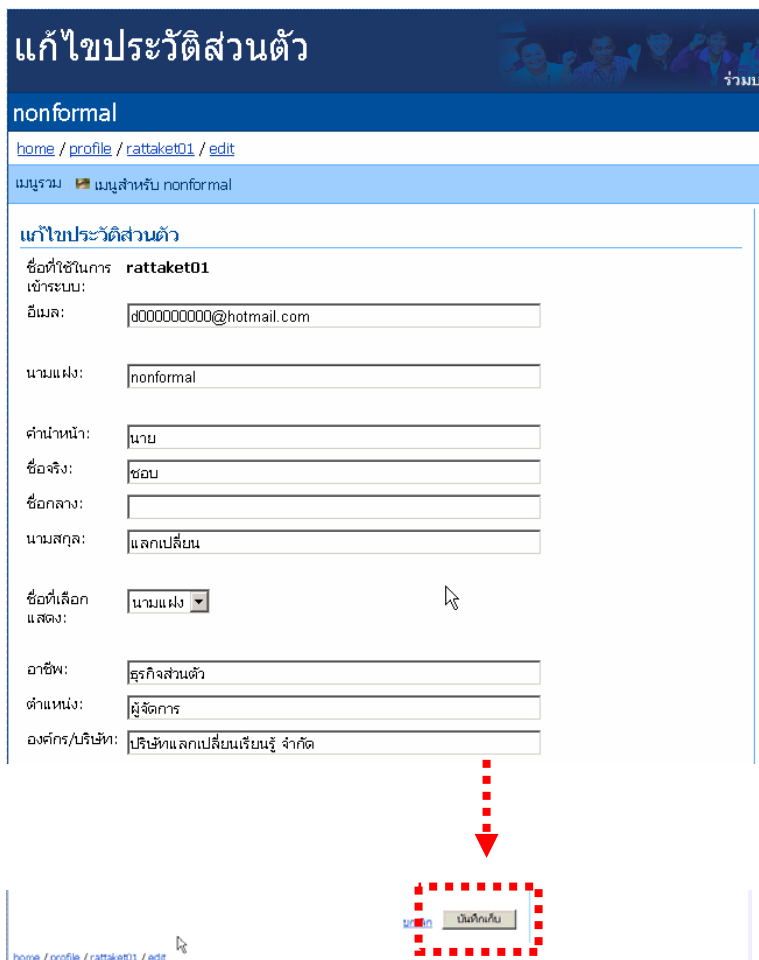 แก้ไขประวัติส่วนตัว
ร่วมบ
nonformal
home / profile / rattaket01 / edit
เมนูรวม เมนูสำหรับ nonformal
แก้ไขประวัติส่วนตัว
ชื่อที่ใช้ในการเข้าระบบ: rattaket01
อีเมล: d000000000@hotmail.com
นามแฝง: nonformal
คำนำหน้า: นาย
ชื่อจริง: ชอบ
ชื่อกลาง:
นามสกุล: แลกเปลี่ยน
ชื่อที่เลือกแสดง: นามแฝง
อาชีพ: ธุรกิจส่วนตัว
ตำแหน่ง: ผู้จัดการ
องค์กร/บริษัท: บริษัทแลกเปลี่ยนเรียนรู้ จำกัด
บันทึกเก็บ
home / profile / rattaket01 / edit